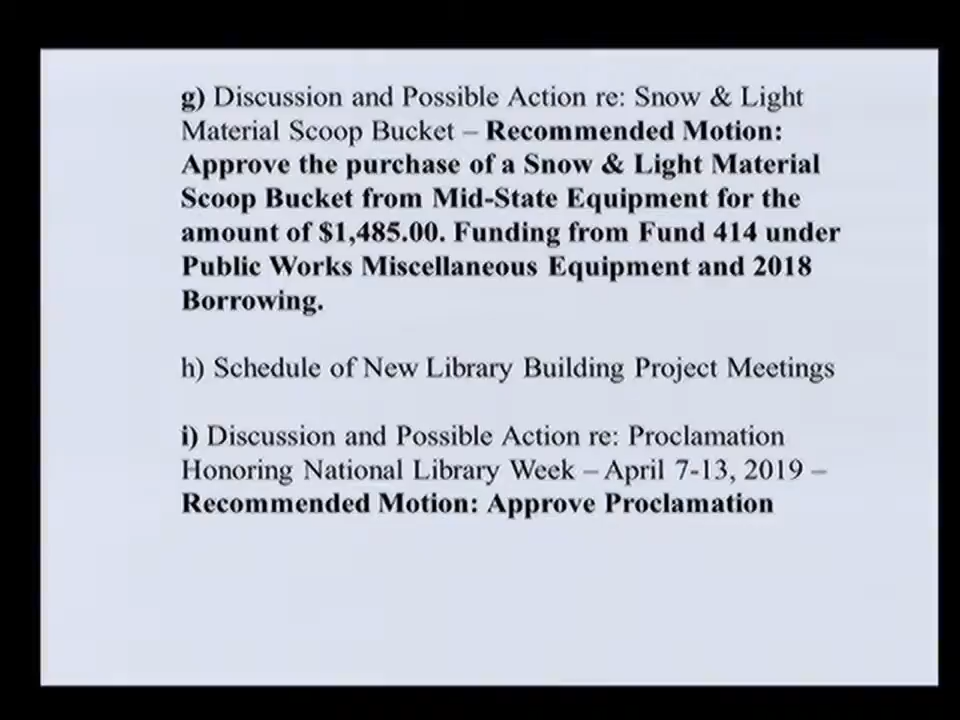 g) Discussion and Possible Action re: Snow & Light
Material Scoop Bucket – Recommended Motion:
Approve the purchase of a Snow & Light Material
Scoop Bucket from Mid-State Equipment for the
amount of $1,485.00. Funding from Fund 414 under
Public Works Miscellaneous Equipment and 2018
Borrowing.
h) Schedule of New Library Building Project Meetings
i) Discussion and Possible Action re: Proclamation
Honoring National Library Week – April 7-13, 2019 –
Recommended Motion: Approve Proclamation